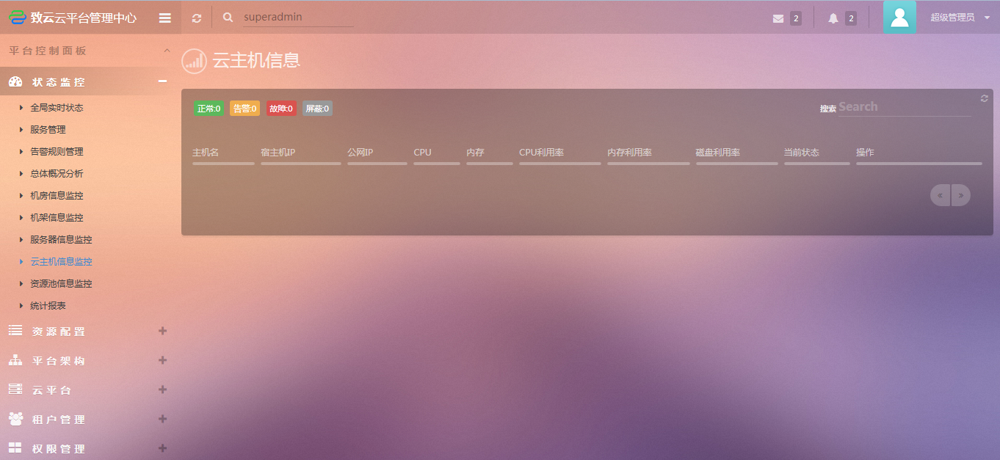 致云云平台管理中心
superadmin
2
2
超级管理员
平台控制面板
状态监控
全局实时状态
服务管理
告警规则管理
总体概况分析
机房信息监控
机架信息监控
服务器信息监控
云主机信息监控
资源池信息监控
统计报表
资源配置
平台架构
云平台
租户管理
权限管理
云主机信息
正常:0 告警:0 故障:0 屏蔽:0
搜索 Search
主机名 宿主机IP 公网IP CPU 内存 CPU利用率 内存利用率 磁盘利用率 当前状态 操作
« »